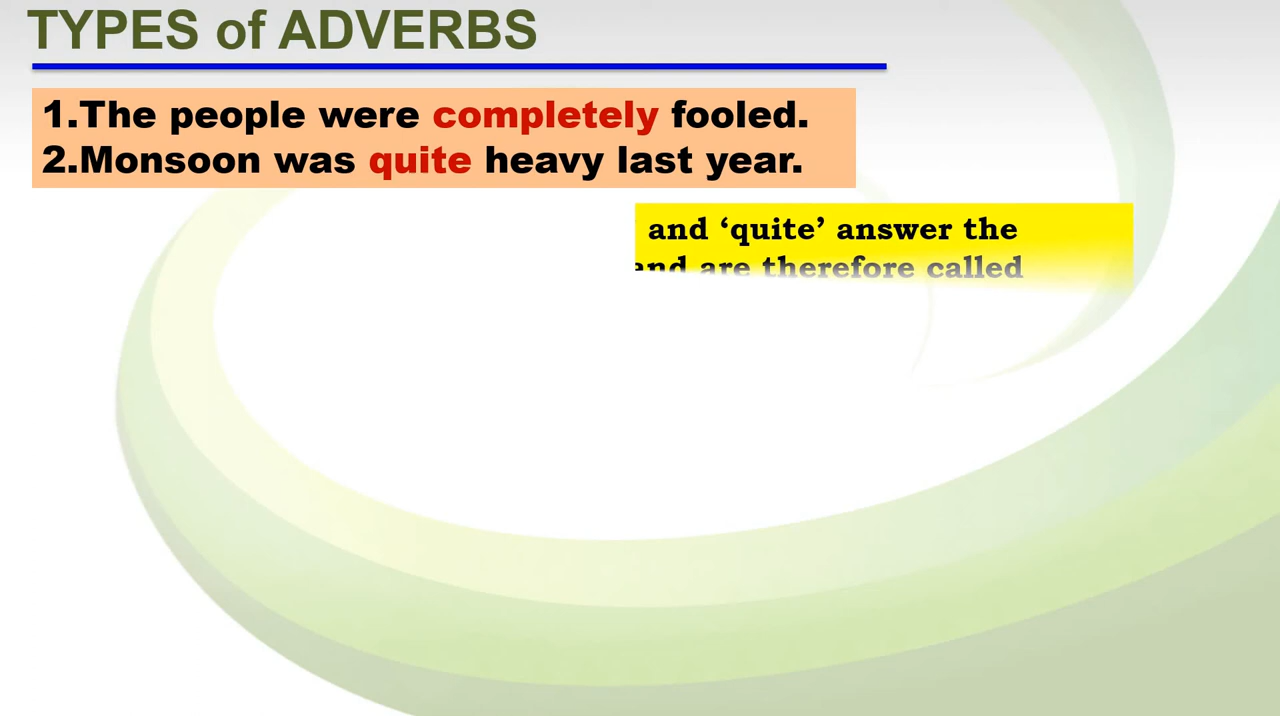 TYPES of ADVERBS
1.The people were completely fooled.
2.Monsoon was quite heavy last year.
and ‘quite’ answer the
and are therefore called